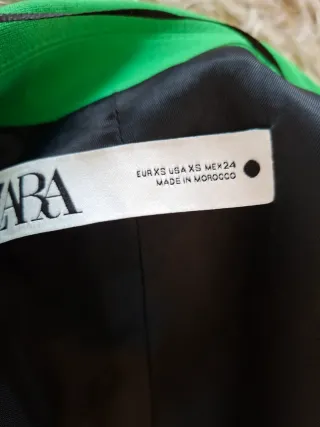 ZARA
EUR XS USA XS MEX 24
MADE IN MOROCCO